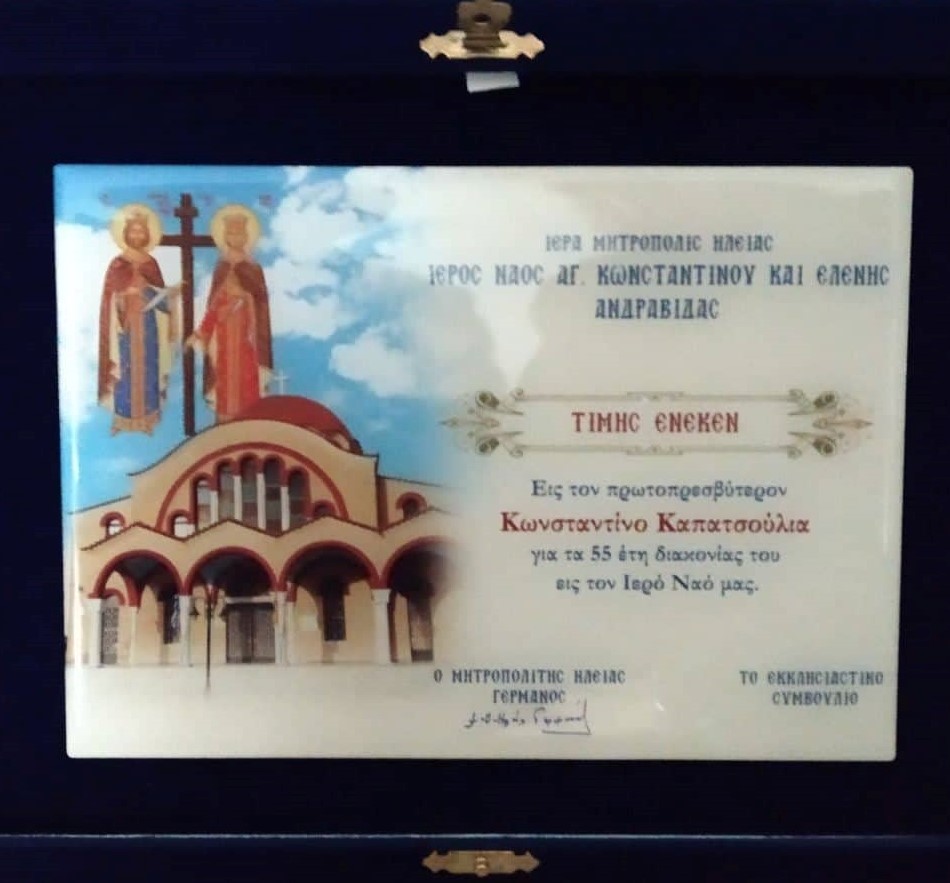 ΙΕΡΑ ΜΗΤΡΟΠΟΛΙΣ ΗΛΕΙΑΣ
ΙΕΡΟΣ ΝΑΟΣ ΑΓ. ΚΩΝΣΤΑΝΤΙΝΟΥ ΚΑΙ ΕΛΕΝΗΣ
ΑΝΔΡΑΒΙΔΑΣ
ΤΙΜΗΣ ΕΝΕΚΕΝ
Εις τον πρωτοπρεσβύτερον
Κωνσταντίνο Καπατσούλια
για τα 55 έτη διακονίας του
εις τον Ιερό Ναό μας.
Ο ΜΗΤΡΟΠΟΛΙΤΗΣ ΗΛΕΙΑΣ
ΓΕΡΜΑΝΟΣ
ΤΟ ΕΚΚΛΗΣΙΑΣΤΙΚΟ
ΣΥΜΒΟΥΛΙΟ